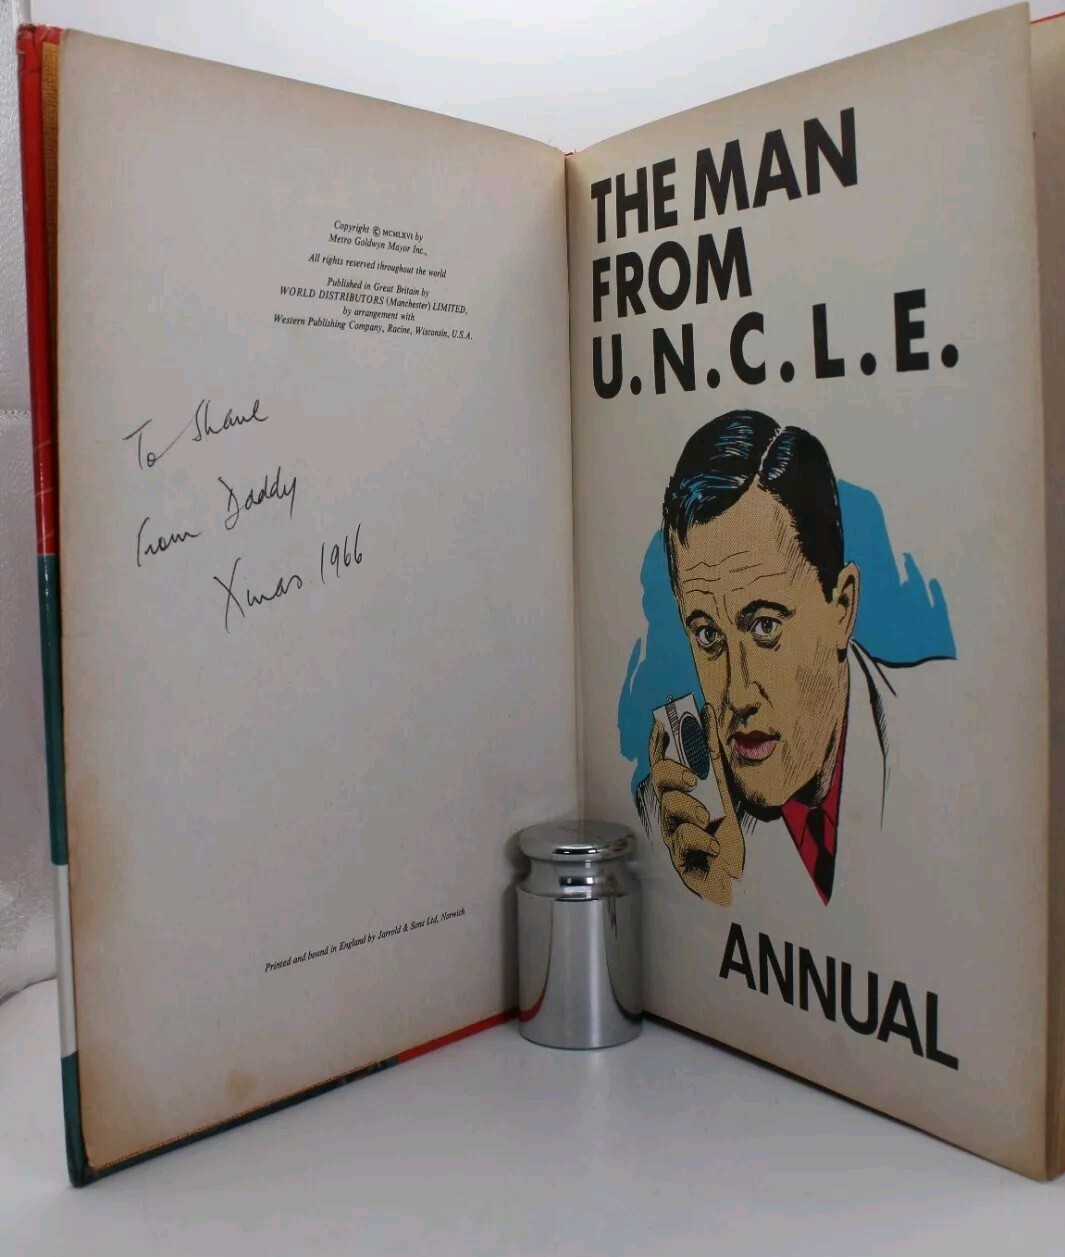 Copyright © MCMLXVI by
Metro Goldwyn Mayor Inc.,
All rights reserved throughout the world
Published in Great Britain by
WORLD DISTRIBUTORS (Manchester) LIMITED,
by arrangement with
Western Publishing Company, Racine, Wisconsin, U.S.A.
To Shane
from Daddy
Xmas 1966
Printed and bound in England by Jarrold & Sons Ltd, Norwich
THE MAN
FROM
U.N.C.L.E.
ANNUAL